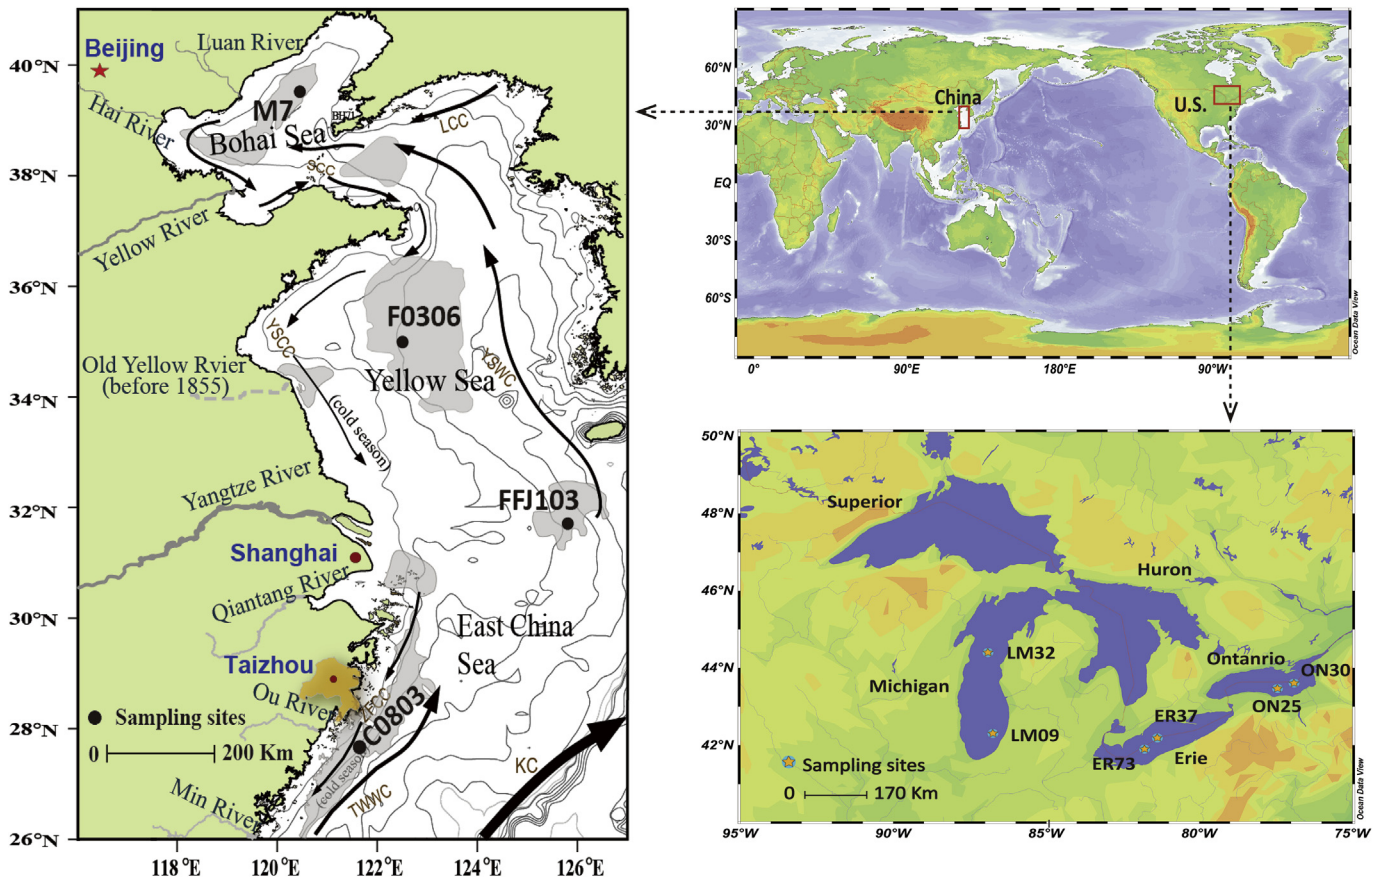 40°N
38°N
36°N
34°N
32°N
30°N
28°N
26°N
118°E
120°E
122°E
124°E
126°E
Beijing
Luan River
Hai River
M7
Bohai Sea
LCC
SCC
Yellow River
F0306
Yellow Sea
YSCC
YSWC
Old Yellow Rvier
(before 1855)
(cold season)
Yangtze River
FFJ103
Shanghai
Qiantang River
East China
Sea
Taizhou
Ou River
ECC
C0803
Sampling sites
0
200 Km
(cold season
Min River
TWWC
KC
60°N
30°N
EQ
30°S
60°S
0°
90°E
180°E
90°W
China
U.S.
Ocean Data View
50°N
48°N
46°N
44°N
42°N
40°N
95°W
90°W
85°W
80°W
75°W
Superior
Huron
LM32
Michigan
LM09
Ontanrio
ON30
ON25
ER37
ER73
Erie
Sampling sites
0
170 Km
Ocean Data View